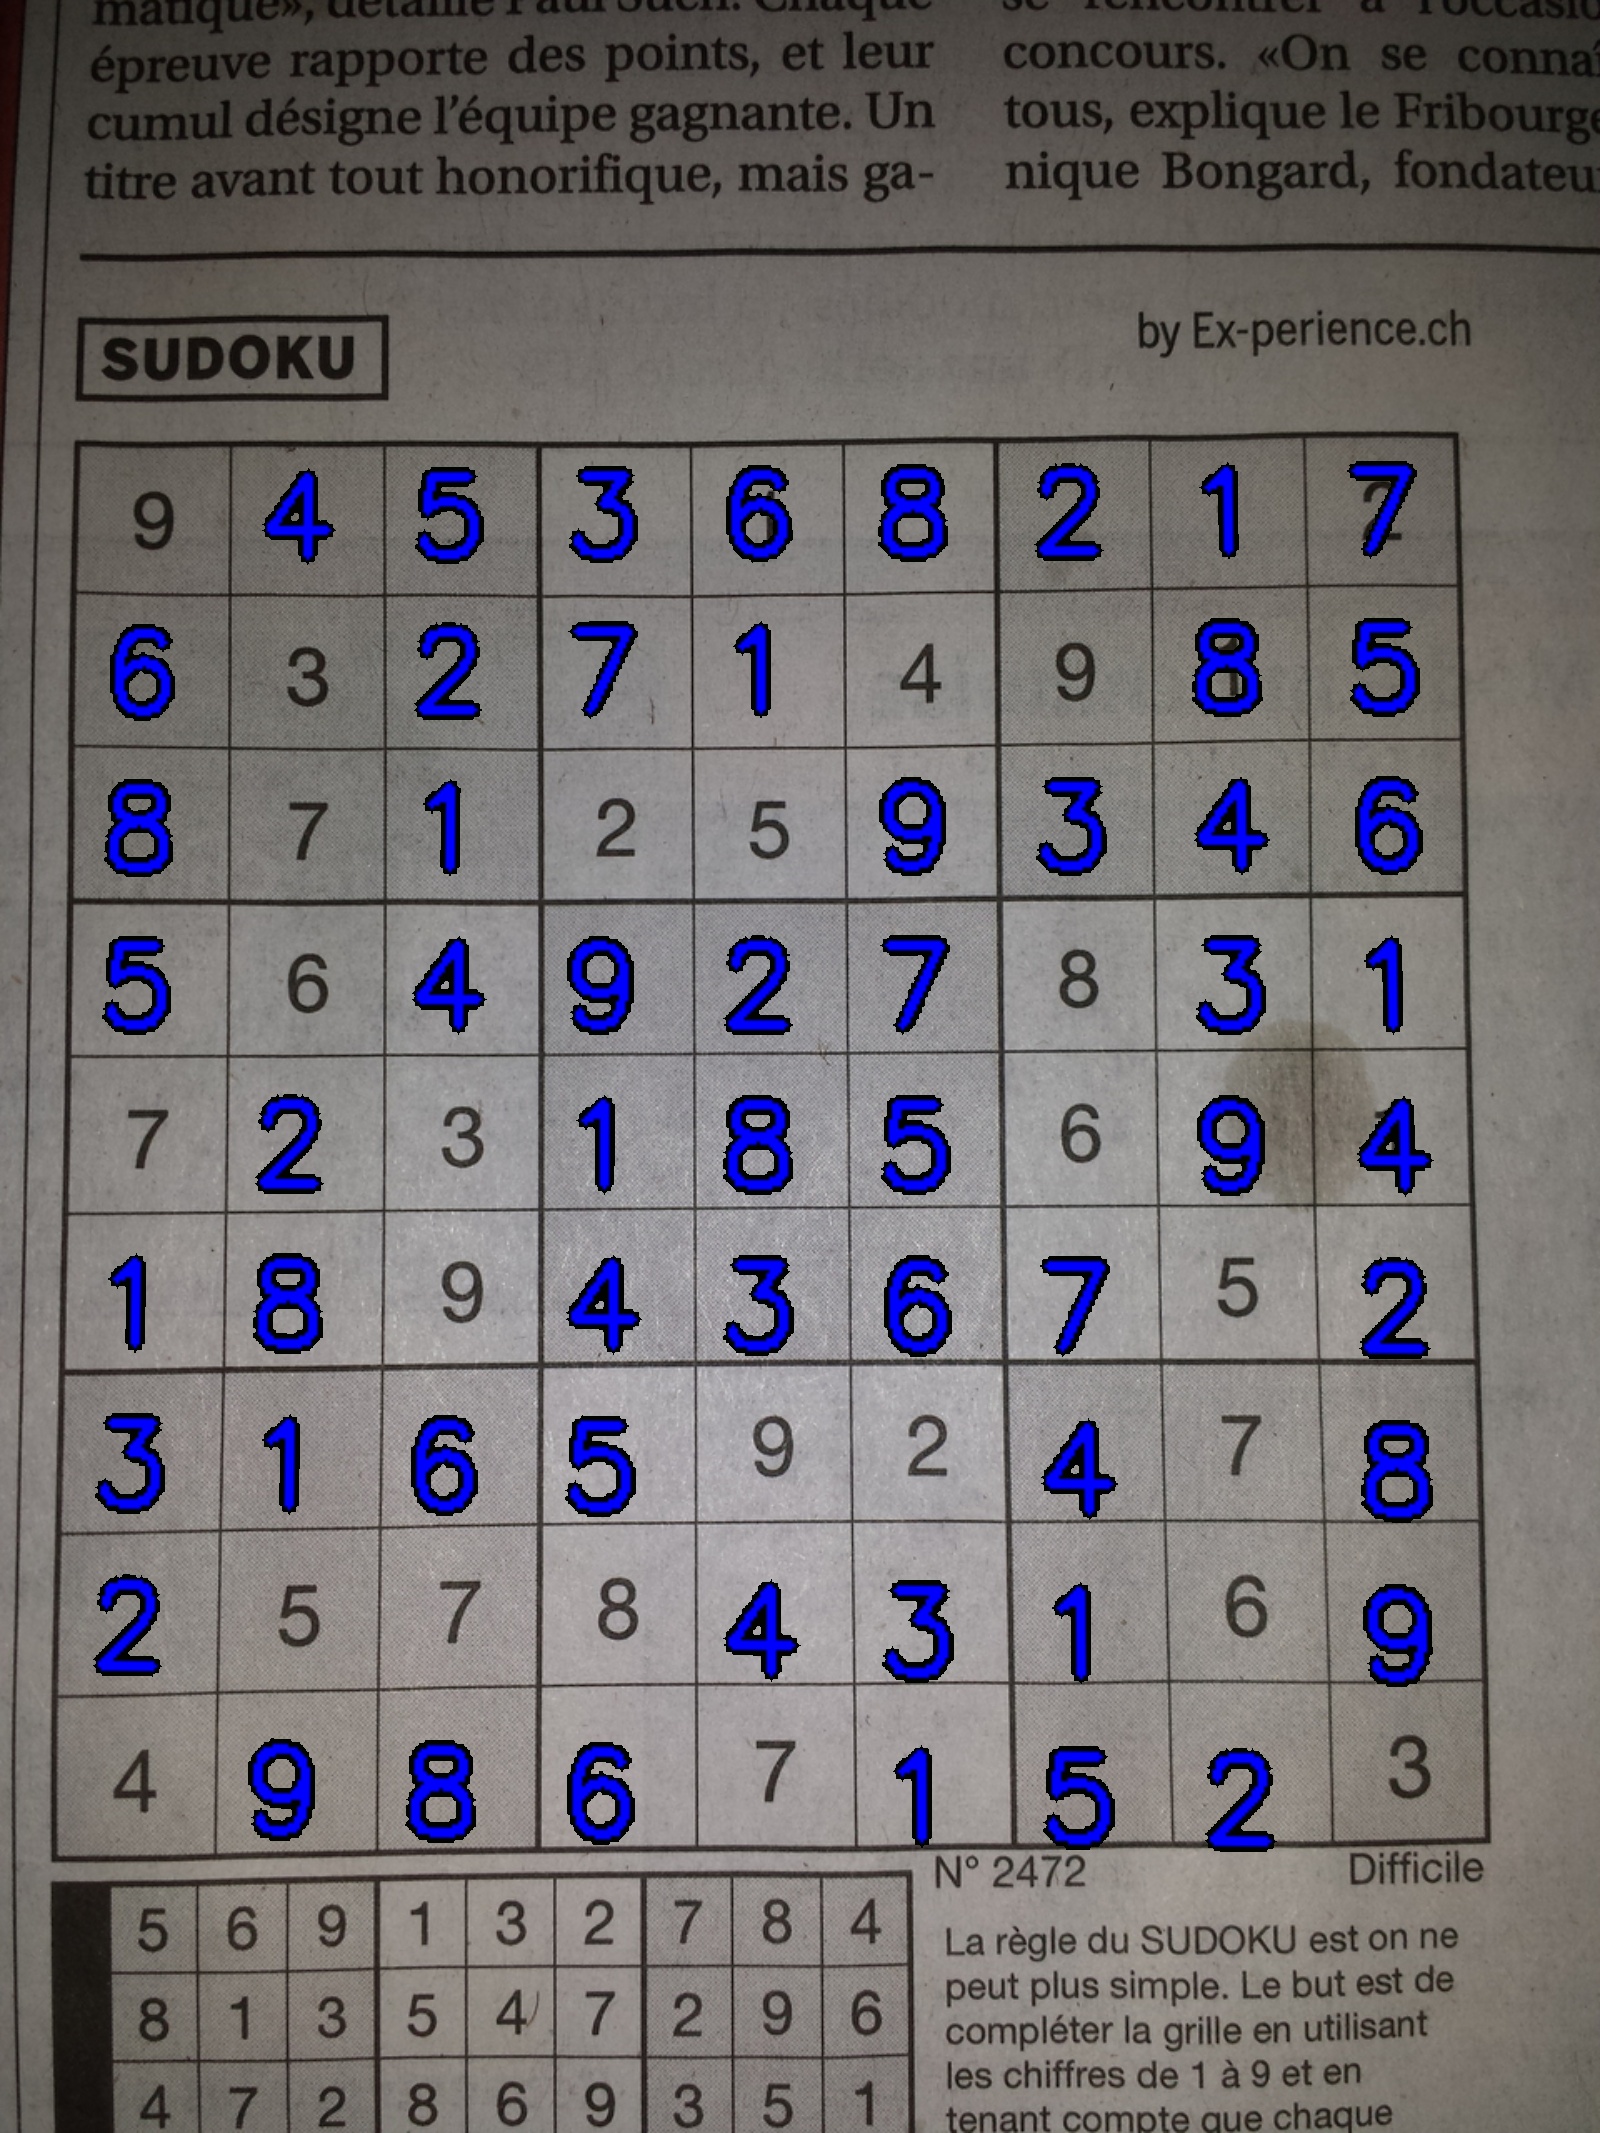 épreuve rapporte des points, et leur
cumul désigne l'équipe gagnante. Un
titre avant tout honorifique, mais ga-
concours. «On se connaî
tous, explique le Fribourge
nique Bongard, fondateu
SUDOKU
by Ex-perience.ch
9 4 5 3 6 8 2 1 7
6 3 2 7 1 4 9 8 5
8 7 1 2 5 9 3 4 6
5 6 4 9 2 7 8 3 1
7 2 3 1 8 5 6 9 4
1 8 9 4 3 6 7 5 2
3 1 6 5 9 2 4 7 8
2 5 7 8 4 3 1 6 9
4 9 8 6 7 1 5 2 3
N° 2472
Difficile
5 6 9 1 3 2 7 8 4
8 1 3 5 4 7 2 9 6
4 7 2 8 6 9 3 5 1
La règle du SUDOKU est on ne
peut plus simple. Le but est de
compléter la grille en utilisant
les chiffres de 1 à 9 et en
tenant compte que chaque